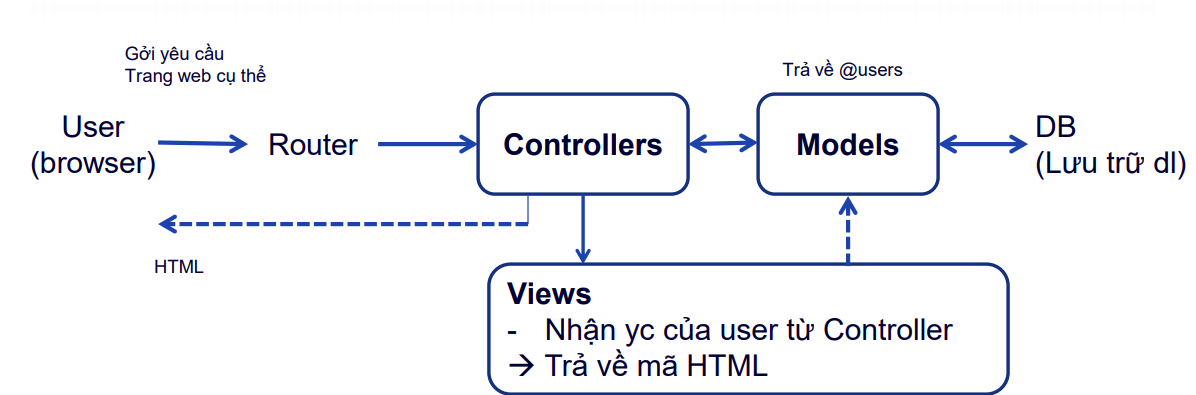 Gởi yêu cầu
Trang web cụ thể
Trả về @users
User
(browser)
Router
Controllers
Models
DB
(Lưu trữ dl)
HTML
Views
- Nhận yc của user từ Controller
→ Trả về mã HTML